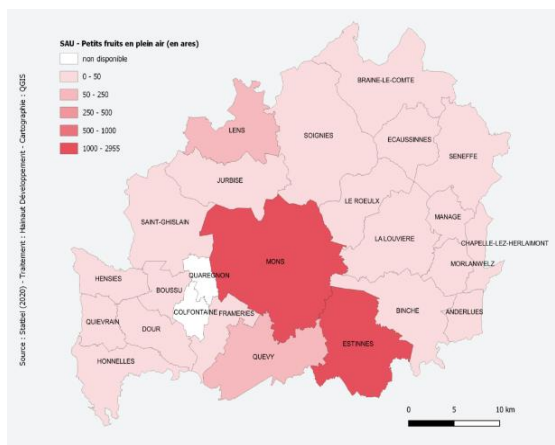 SAU - Petits fruits en plein air (en ares)
non disponible
0 - 50
50 - 250
250 - 500
500 - 1000
1000 - 2955
BRAINE-LE-COMTE
LENS
SOIGNIES
ECAUSSINNES
SENEFFE
JURBISE
LE ROEULX
SAINT-GHISLAIN
MANAGE
LA LOUVIERE
CHAPELLE-LEZ-HERLAIMONT
MONS
MORLANWELZ
HENSIES
QUAREGNON
BOUSSU
COLFONTAINE
FRAMERIES
BINCHE
ANDERLUES
QUIEVRAIN
DOUR
ESTINNES
HONNELLES
QUEVY
0 5 10 km
Source : Statbel (2020) - Traitement : Hainaut Développement - Cartographie : QGIS